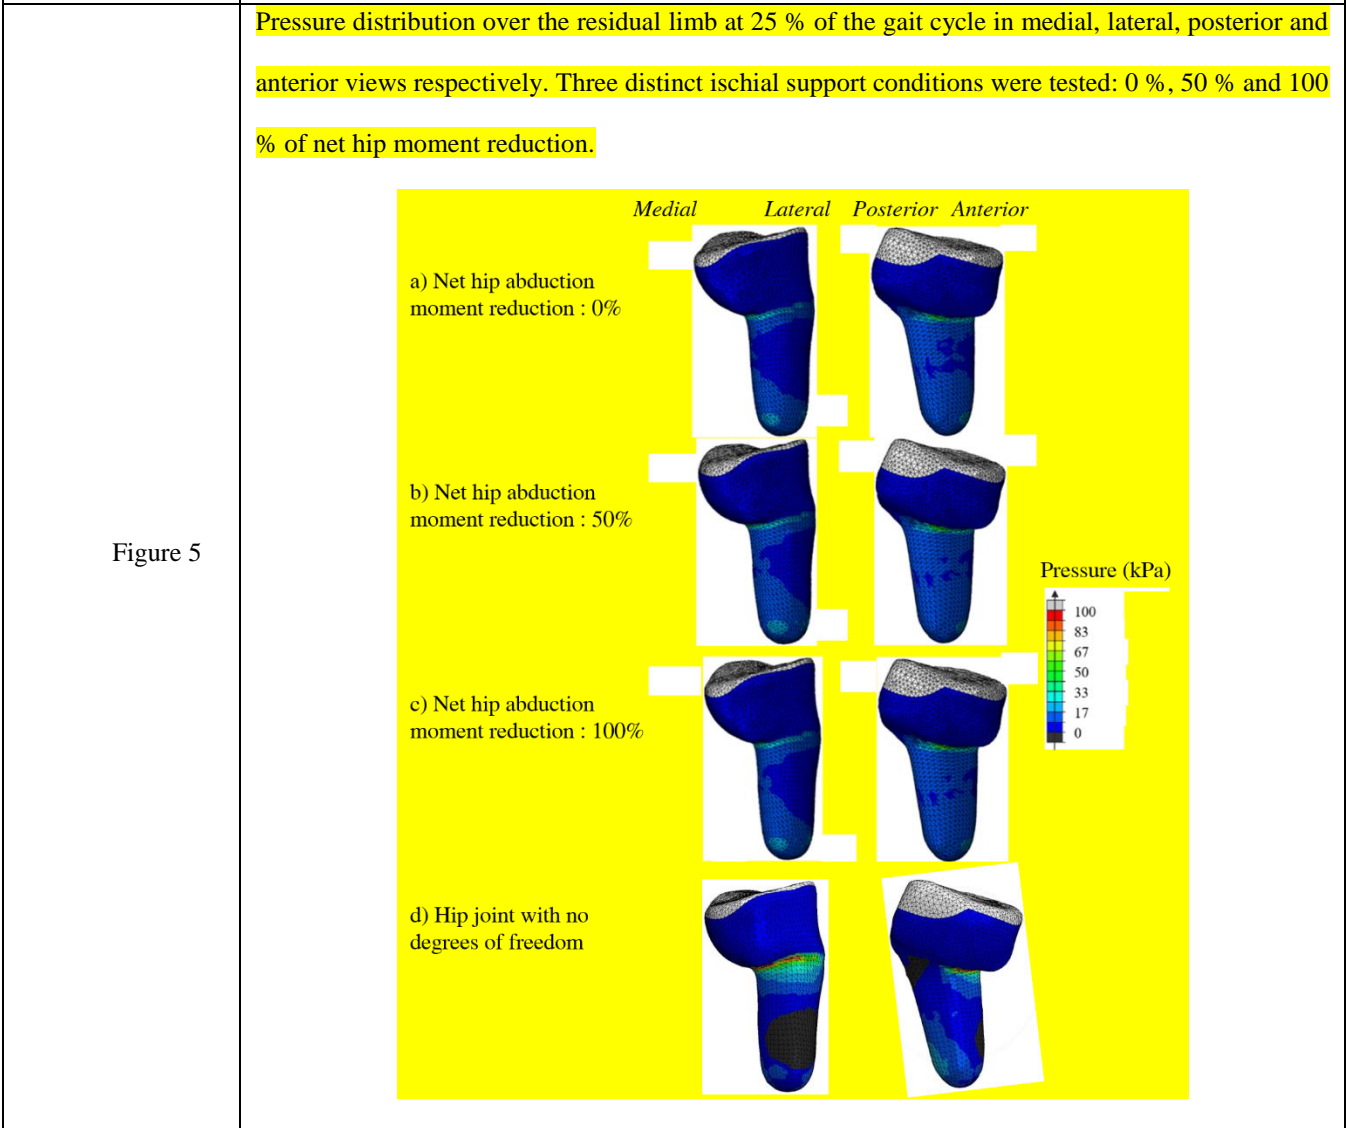 Pressure distribution over the residual limb at 25 % of the gait cycle in medial, lateral, posterior and
anterior views respectively. Three distinct ischial support conditions were tested: 0 %, 50 % and 100
% of net hip moment reduction.
Figure 5
Medial Lateral Posterior Anterior
a) Net hip abduction
moment reduction : 0%
b) Net hip abduction
moment reduction : 50%
c) Net hip abduction
moment reduction : 100%
d) Hip joint with no
degrees of freedom
Pressure (kPa)
100
83
67
50
33
17
0